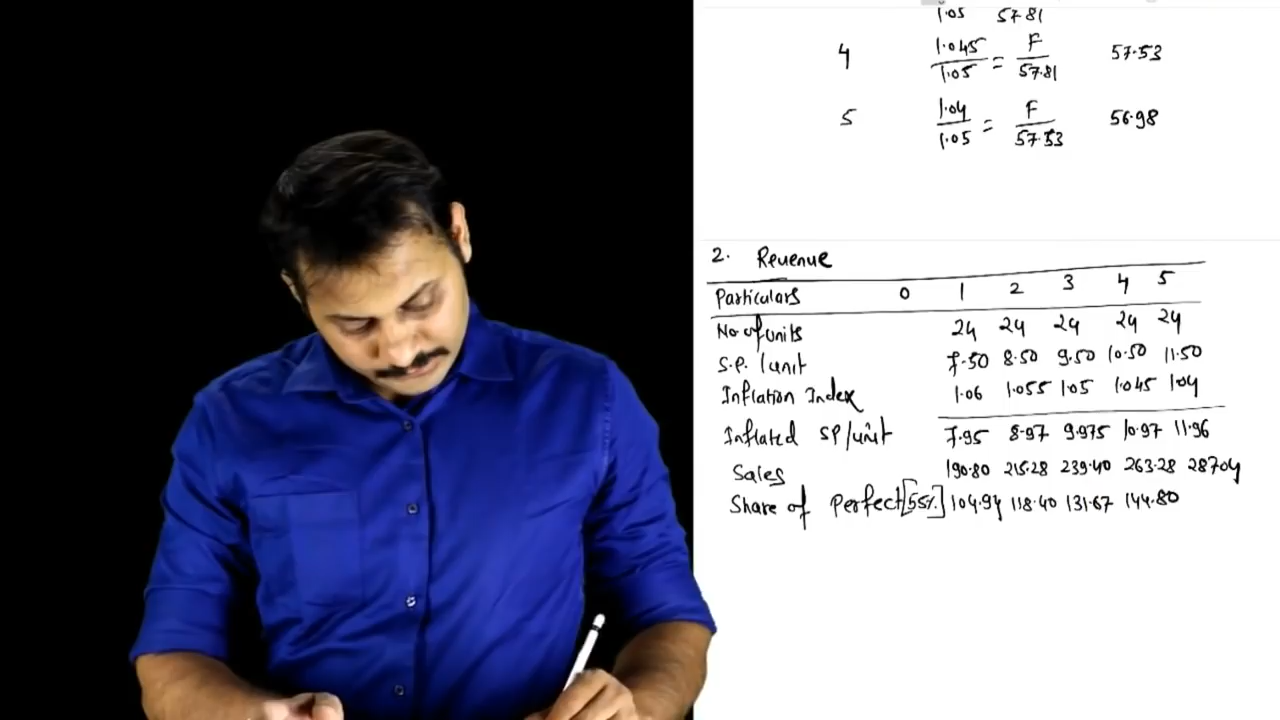 1.05 57.81
4 1.045/1.05 = F/57.81 57.53
5 1.04/1.05 = F/57.53 56.98
2. Revenue
Particulars 0 1 2 3 4 5
No of units 24 24 24 24 24
S.P. /unit 7.50 8.50 9.50 10.50 11.50
Inflation Index 1.06 1.055 1.05 1.045 1.04
Inflated SP/unit 7.95 8.97 9.975 10.97 11.96
Sales 190.80 215.28 239.40 263.28 287.04
Share of Perfect [55%] 104.94 118.40 131.67 144.80